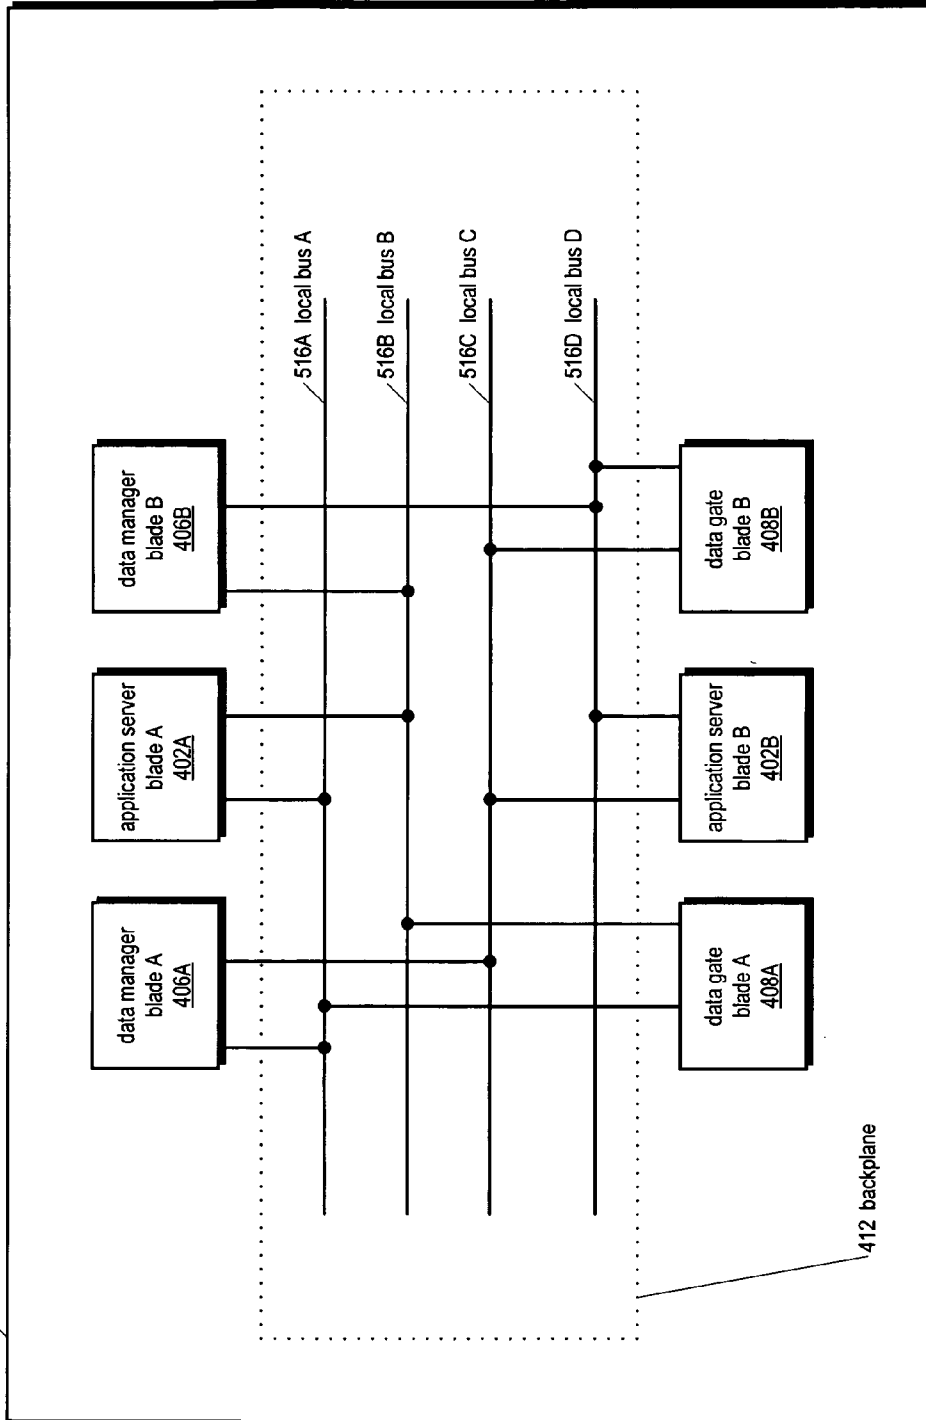 data manager
blade A
406A
application server
blade A
402A
data manager
blade B
406B
516A local bus A
516B local bus B
516C local bus C
516D local bus D
data gate
blade A
408A
application server
blade B
402B
data gate
blade B
408B
412 backplane